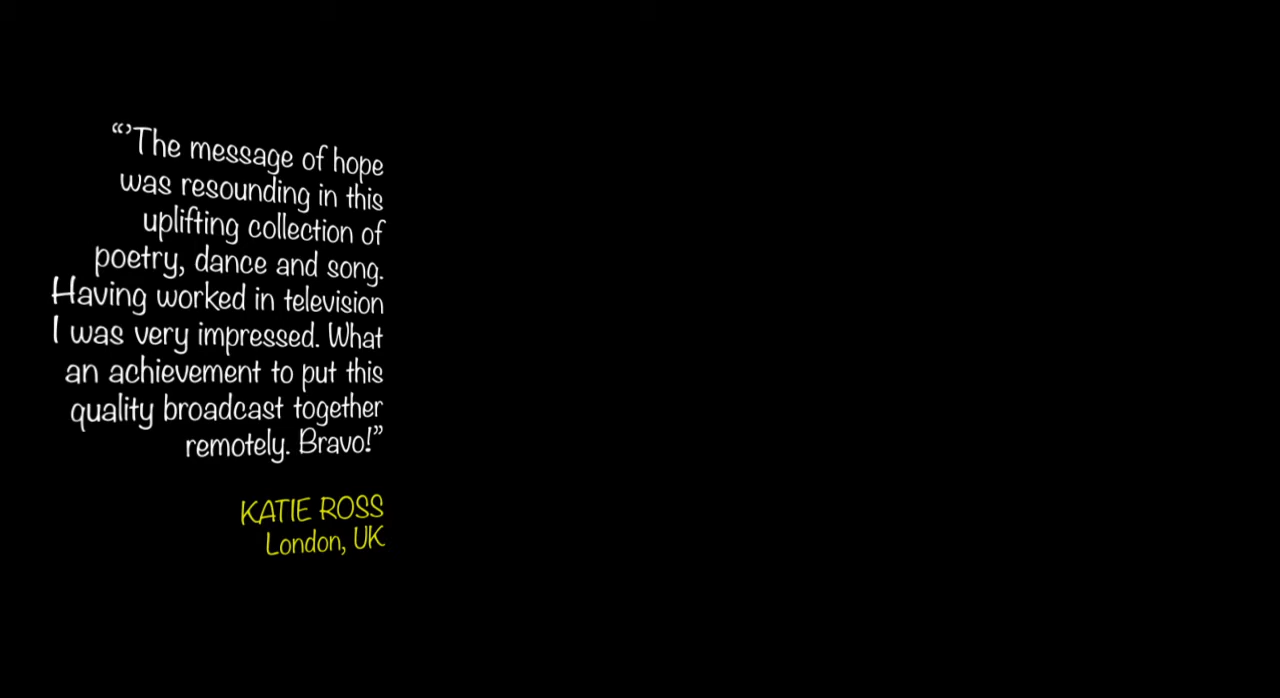 “’The message of hope
was resounding in this
uplifting collection of
poetry, dance and song.
Having worked in television
I was very impressed. What
an achievement to put this
quality broadcast together
remotely. Bravo!”
KATIE ROSS
London, UK